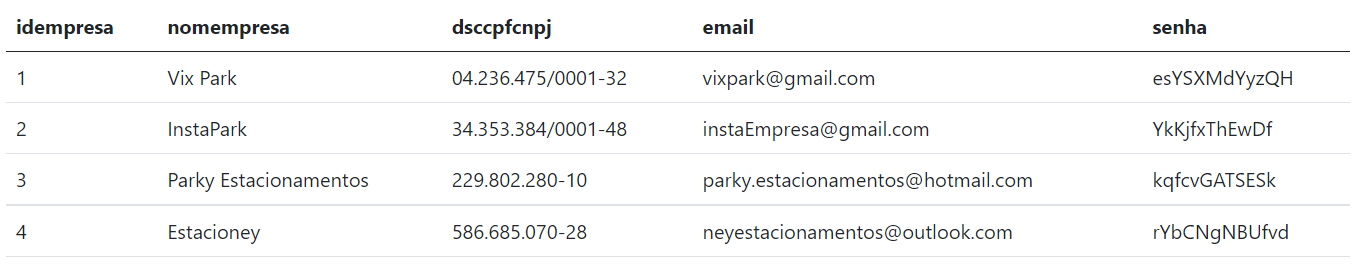 idempresa nomempresa dsccpfcnpj email senha
1 Vix Park 04.236.475/0001-32 vixpark@gmail.com esYSXMdYyzQH
2 InstaPark 34.353.384/0001-48 instaEmpresa@gmail.com YkKjfxThEwDf
3 Parky Estacionamentos 229.802.280-10 parky.estacionamentos@hotmail.com kqfcvGATSESk
4 Estacioney 586.685.070-28 neyestacionamentos@outlook.com rYbCNgNBUfvd